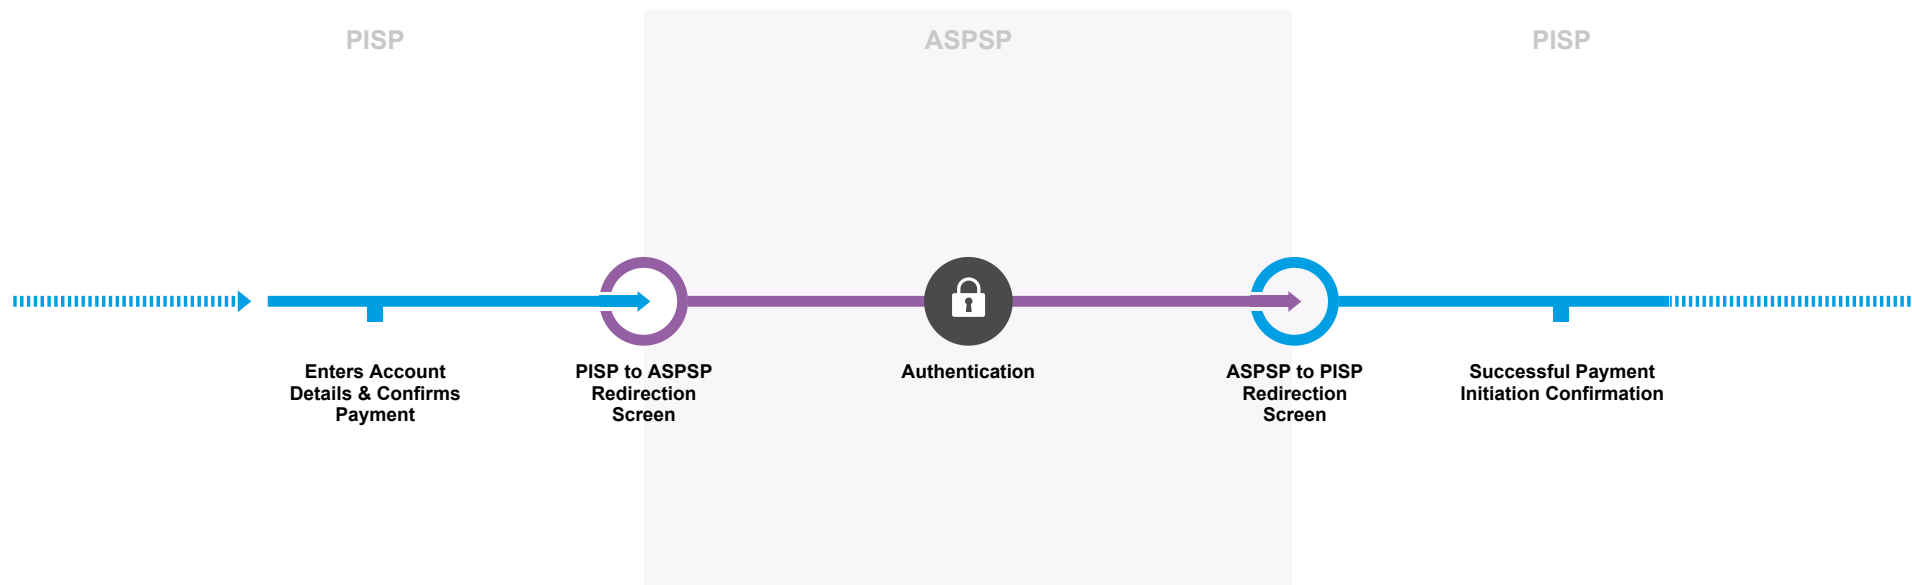 PISP
ASPSP
PISP
Enters Account
Details & Confirms
Payment
PISP to ASPSP
Redirection
Screen
Authentication
ASPSP to PISP
Redirection
Screen
Successful Payment
Initiation Confirmation